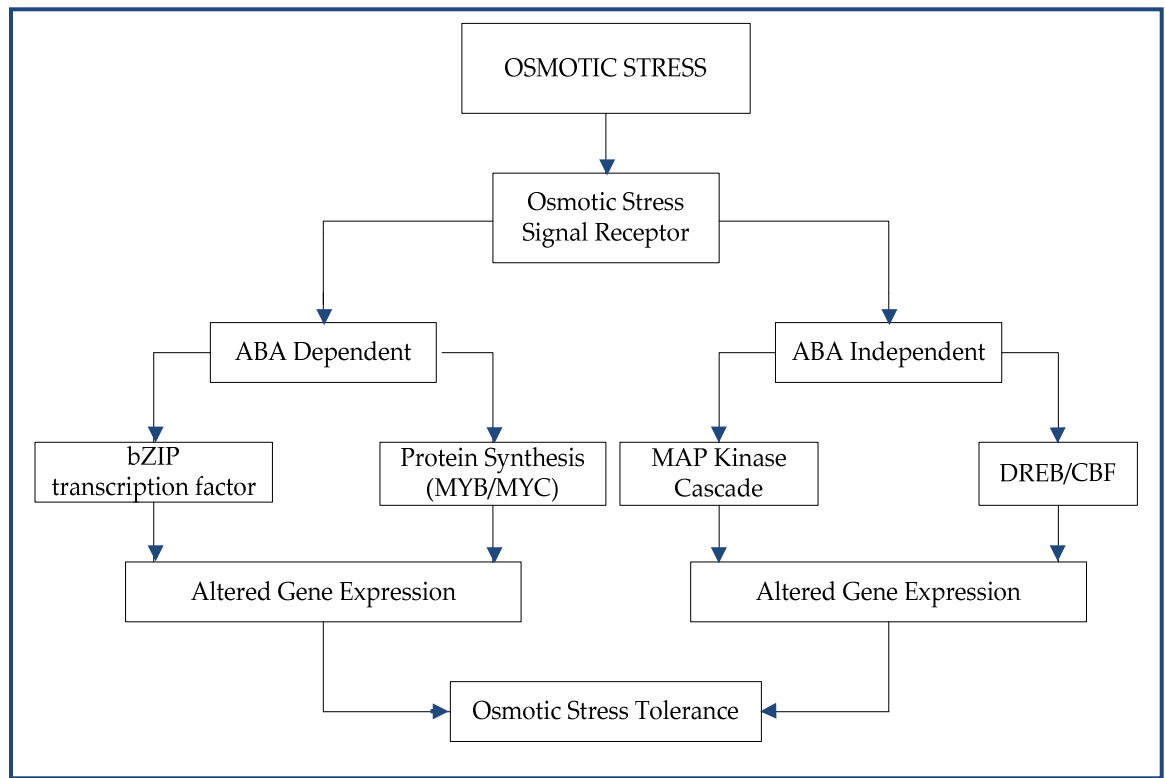 OSMOTIC STRESS
Osmotic Stress
Signal Receptor
ABA Dependent
ABA Independent
bZIP
transcription factor
Protein Synthesis
(MYB/MYC)
MAP Kinase
Cascade
DREB/CBF
Altered Gene Expression
Altered Gene Expression
Osmotic Stress Tolerance